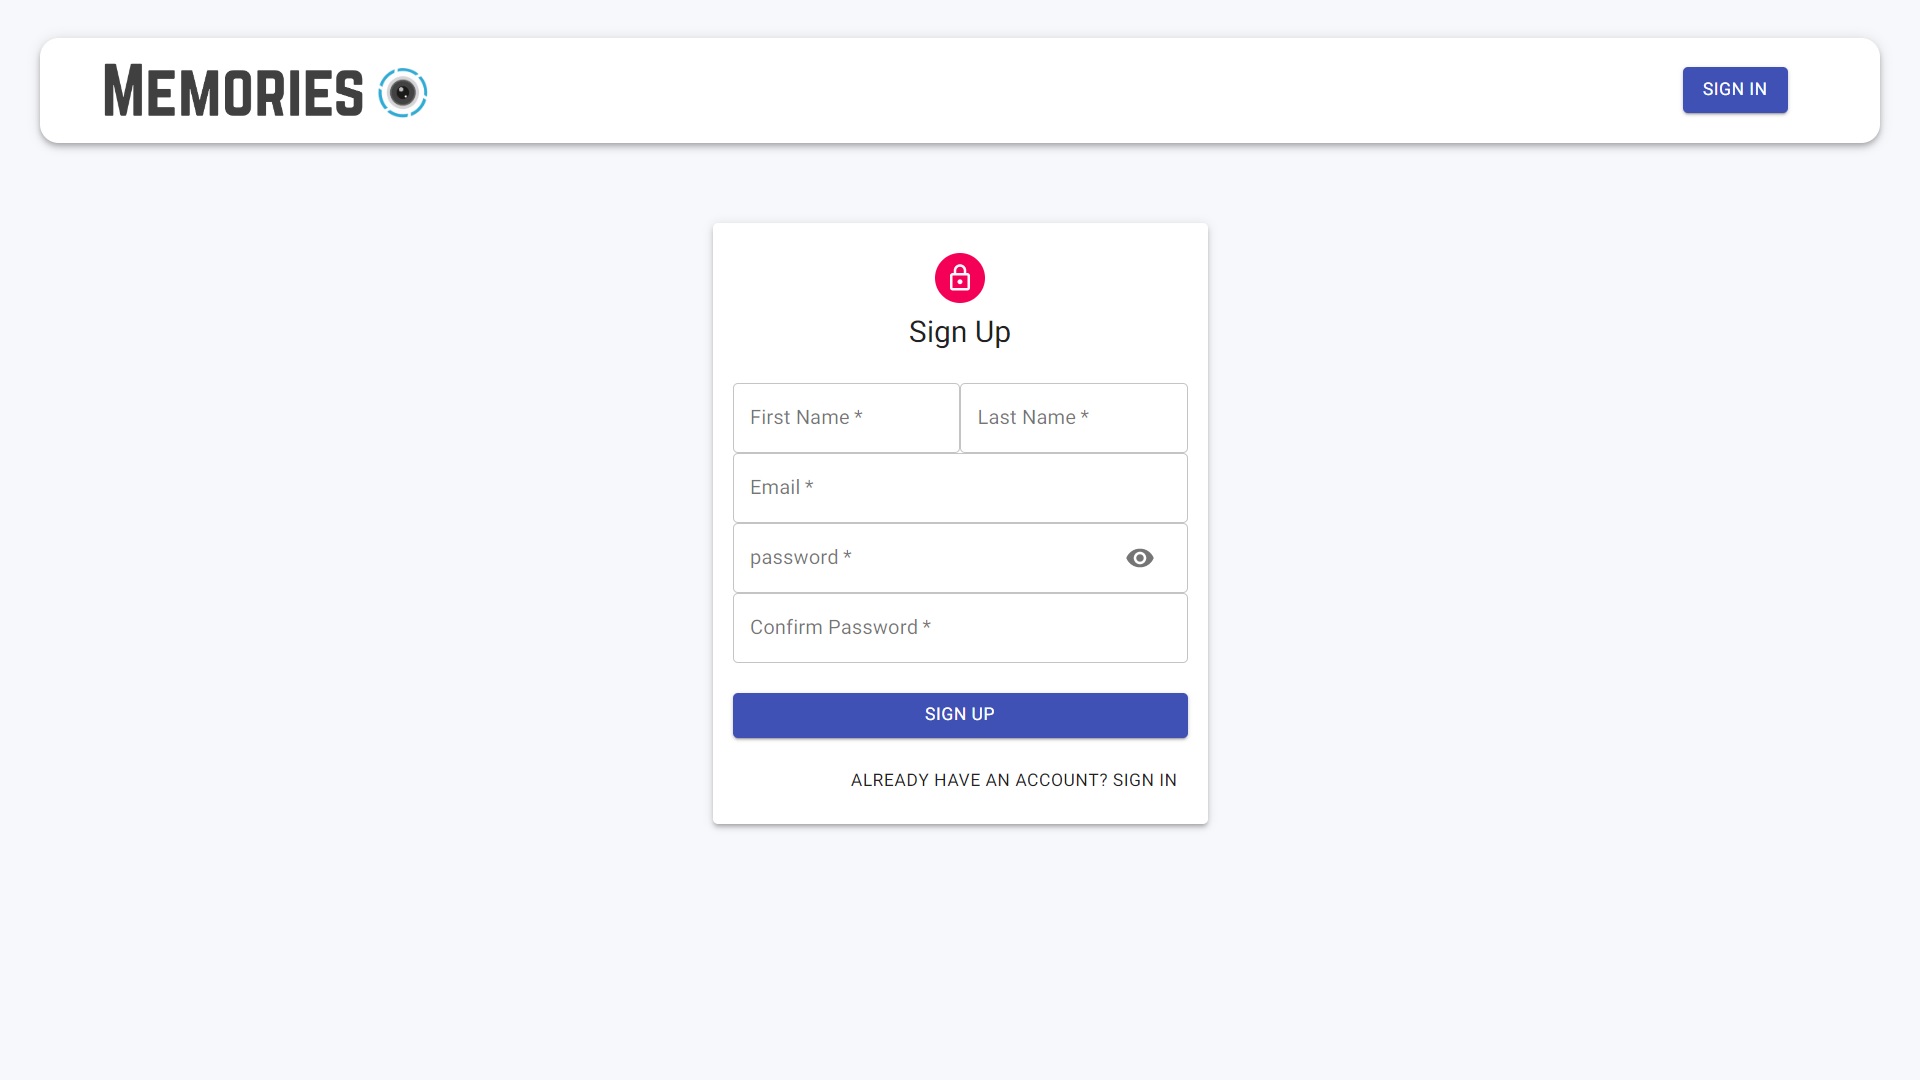 MEMORIES
SIGN IN
Sign Up
First Name *
Last Name *
Email *
password *
Confirm Password *
SIGN UP
ALREADY HAVE AN ACCOUNT? SIGN IN